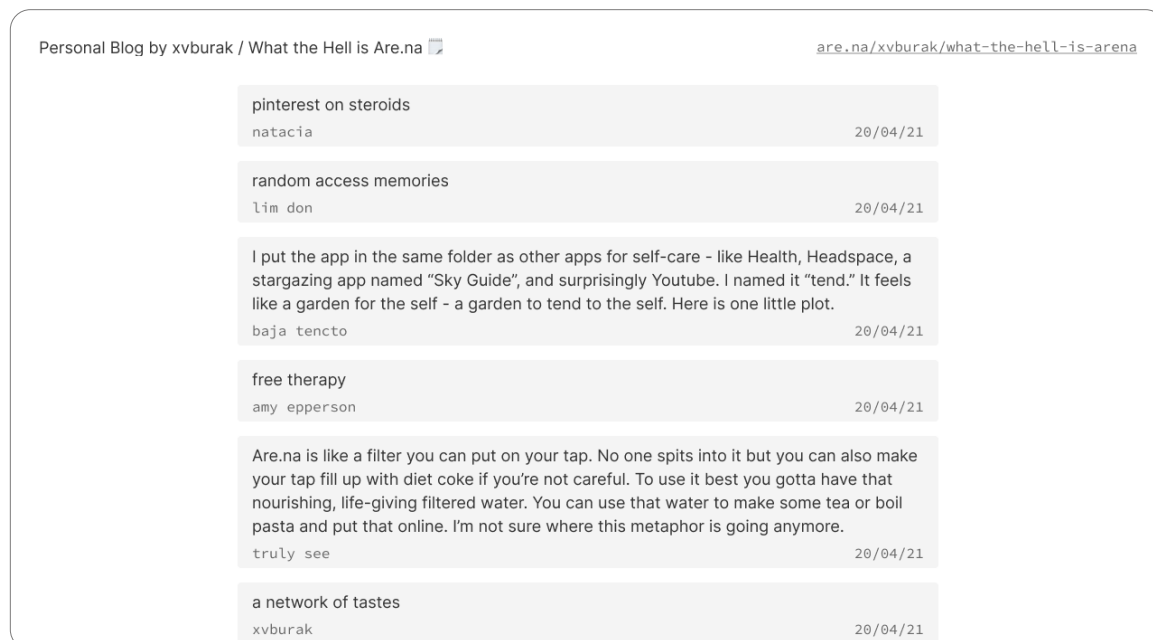 Personal Blog by xvburak / What the Hell is Are.na
are.na/xvburak/what-the-hell-is-arena
pinterest on steroids
natacia 20/04/21
random access memories
lim don 20/04/21
I put the app in the same folder as other apps for self-care - like Health, Headspace, a
stargazing app named “Sky Guide”, and surprisingly Youtube. I named it “tend.” It feels
like a garden for the self - a garden to tend to the self. Here is one little plot.
baja tencto 20/04/21
free therapy
amy epperson 20/04/21
Are.na is like a filter you can put on your tap. No one spits into it but you can also make
your tap fill up with diet coke if you’re not careful. To use it best you gotta have that
nourishing, life-giving filtered water. You can use that water to make some tea or boil
pasta and put that online. I’m not sure where this metaphor is going anymore.
truly see 20/04/21
a network of tastes
xvburak 20/04/21